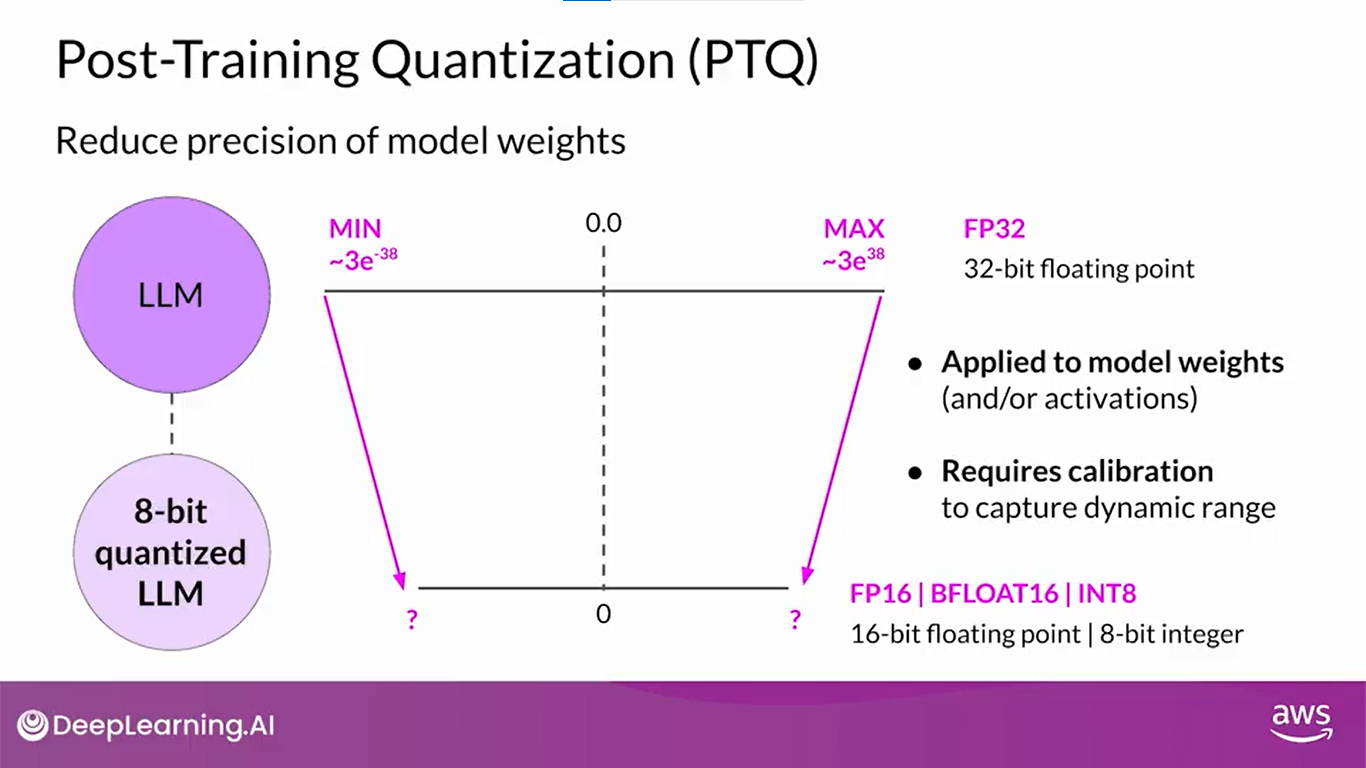 Post-Training Quantization (PTQ)
Reduce precision of model weights
LLM
8-bit
quantized
LLM
MIN
~3e⁻³⁸
0.0
MAX
~3e³⁸
FP32
32-bit floating point
● Applied to model weights
(and/or activations)
● Requires calibration
to capture dynamic range
?
0
?
FP16 | BFLOAT16 | INT8
16-bit floating point | 8-bit integer
DeepLearning.AI
aws